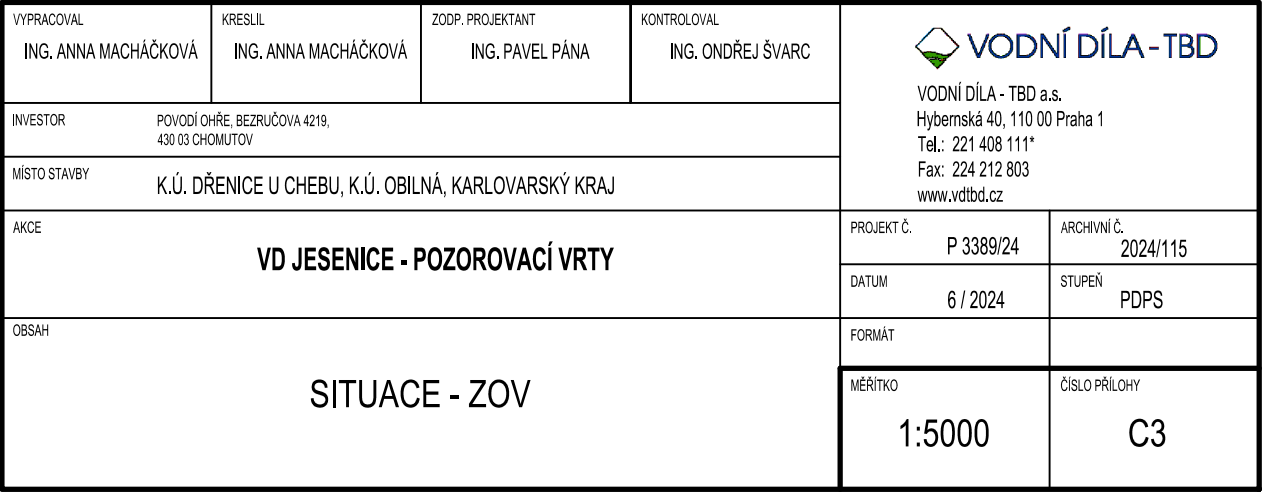 VYPRACOVAL
ING. ANNA MACHÁČKOVÁ
KRESLIL
ING. ANNA MACHÁČKOVÁ
ZODP. PROJEKTANT
ING. PAVEL PÁNA
KONTROLOVAL
ING. ONDŘEJ ŠVARC
VODNÍ DÍLA - TBD
VODNÍ DÍLA - TBD a.s.
Hybernská 40, 110 00 Praha 1
Tel.: 221 408 111*
Fax: 224 212 803
www.vdtbd.cz
INVESTOR
POVODÍ OHŘE, BEZRUČOVA 4219,
430 03 CHOMUTOV
MÍSTO STAVBY
K.Ú. DŘENICE U CHEBU, K.Ú. OBILNÁ, KARLOVARSKÝ KRAJ
AKCE
VD JESENICE - POZOROVACÍ VRTY
PROJEKT Č.
P 3389/24
ARCHIVNÍ Č.
2024/115
DATUM
6 / 2024
STUPEŇ
PDPS
OBSAH
SITUACE - ZOV
FORMÁT
MĚŘÍTKO
1:5000
ČÍSLO PŘÍLOHY
C3